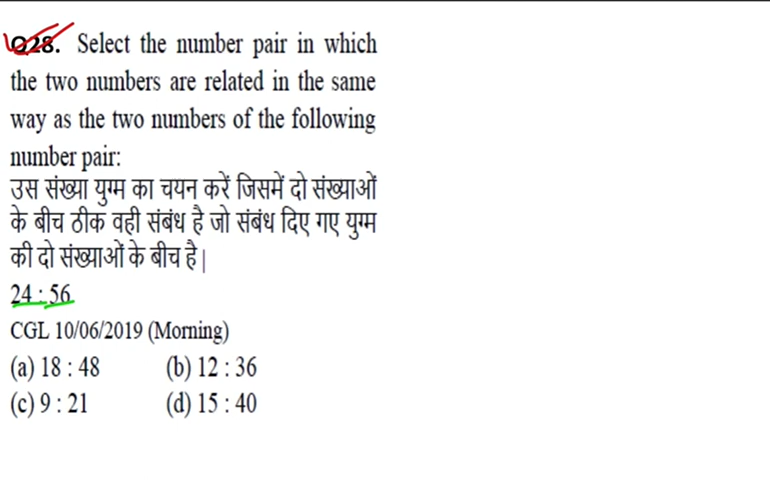 Q28. Select the number pair in which
the two numbers are related in the same
way as the two numbers of the following
number pair:
उस संख्या युग्म का चयन करें जिसमें दो संख्याओं
के बीच ठीक वही संबंध है जो संबंध दिए गए युग्म
की दो संख्याओं के बीच है|
24 : 56
CGL 10/06/2019 (Morning)
(a) 18 : 48 (b) 12 : 36
(c) 9 : 21 (d) 15 : 40